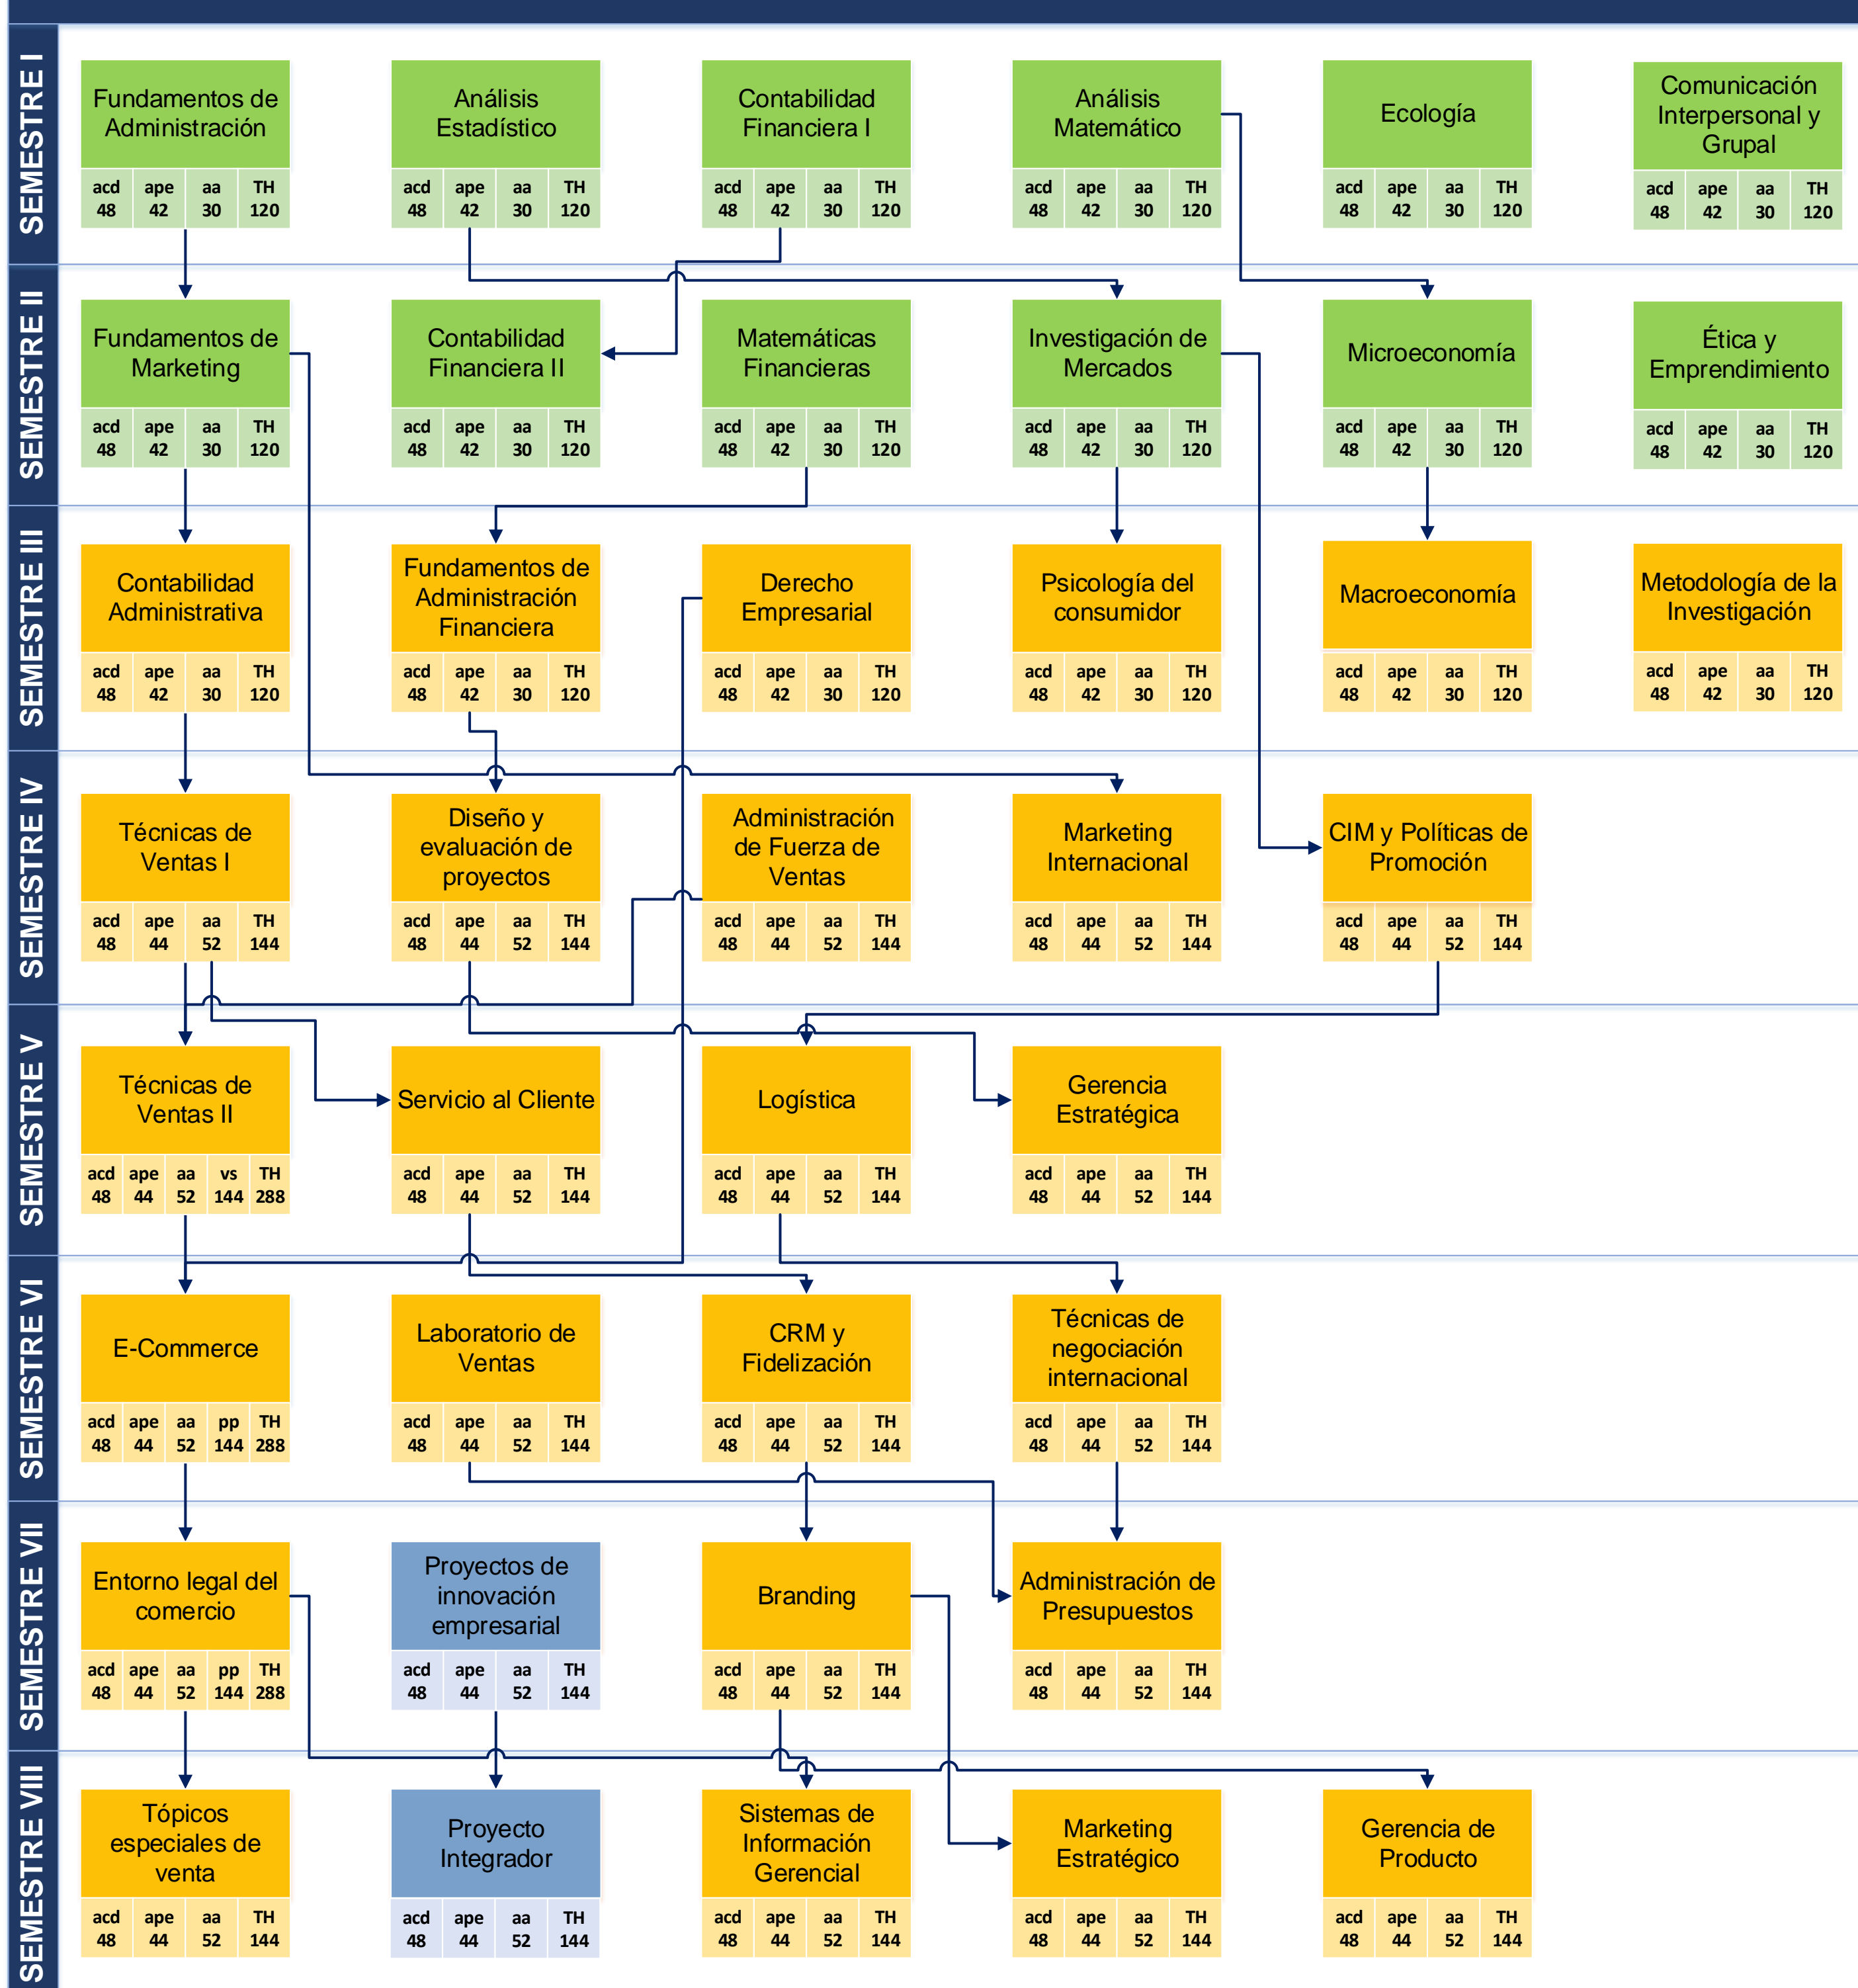 SEMESTRE I
Fundamentos de
Administración
acd ape aa TH
48 42 30 120
Análisis
Estadístico
acd ape aa TH
48 42 30 120
Contabilidad
Financiera I
acd ape aa TH
48 42 30 120
Análisis
Matemático
acd ape aa TH
48 42 30 120
Ecología
acd ape aa TH
48 42 30 120
Comunicación
Interpersonal y
Grupal
acd ape aa TH
48 42 30 120
SEMESTRE II
Fundamentos de
Marketing
acd ape aa TH
48 42 30 120
Contabilidad
Financiera II
acd ape aa TH
48 42 30 120
Matemáticas
Financieras
acd ape aa TH
48 42 30 120
Investigación de
Mercados
acd ape aa TH
48 42 30 120
Microeconomía
acd ape aa TH
48 42 30 120
Ética y
Emprendimiento
acd ape aa TH
48 42 30 120
SEMESTRE III
Contabilidad
Administrativa
acd ape aa TH
48 42 30 120
Fundamentos de
Administración
Financiera
acd ape aa TH
48 42 30 120
Derecho
Empresarial
acd ape aa TH
48 42 30 120
Psicología del
consumidor
acd ape aa TH
48 42 30 120
Macroeconomía
acd ape aa TH
48 42 30 120
Metodología de la
Investigación
acd ape aa TH
48 42 30 120
SEMESTRE IV
Técnicas de
Ventas I
acd ape aa TH
48 44 52 144
Diseño y
evaluación de
proyectos
acd ape aa TH
48 44 52 144
Administración
de Fuerza de
Ventas
acd ape aa TH
48 44 52 144
Marketing
Internacional
acd ape aa TH
48 44 52 144
CIM y Políticas de
Promoción
acd ape aa TH
48 44 52 144
SEMESTRE V
Técnicas de
Ventas II
acd ape aa vs TH
48 44 52 144 288
Servicio al Cliente
acd ape aa TH
48 44 52 144
Logística
acd ape aa TH
48 44 52 144
Gerencia
Estratégica
acd ape aa TH
48 44 52 144
SEMESTRE VI
E-Commerce
acd ape aa pp TH
48 44 52 144 288
Laboratorio de
Ventas
acd ape aa TH
48 44 52 144
CRM y
Fidelización
acd ape aa TH
48 44 52 144
Técnicas de
negociación
internacional
acd ape aa TH
48 44 52 144
SEMESTRE VII
Entorno legal del
comercio
acd ape aa pp TH
48 44 52 144 288
Proyectos de
innovación
empresarial
acd ape aa TH
48 44 52 144
Branding
acd ape aa TH
48 44 52 144
Administración de
Presupuestos
acd ape aa TH
48 44 52 144
SEMESTRE VIII
Tópicos
especiales de
venta
acd ape aa TH
48 44 52 144
Proyecto
Integrador
acd ape aa TH
48 44 52 144
Sistemas de
Información
Gerencial
acd ape aa TH
48 44 52 144
Marketing
Estratégico
acd ape aa TH
48 44 52 144
Gerencia de
Producto
acd ape aa TH
48 44 52 144